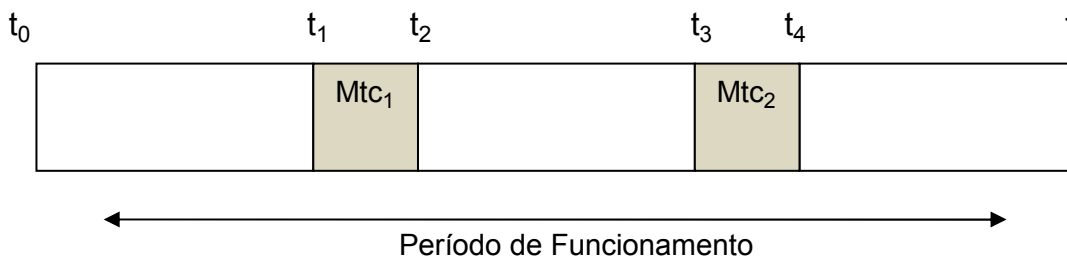 t₀ t₁ t₂ t₃ t₄
Mtc₁ Mtc₂
Período de Funcionamento